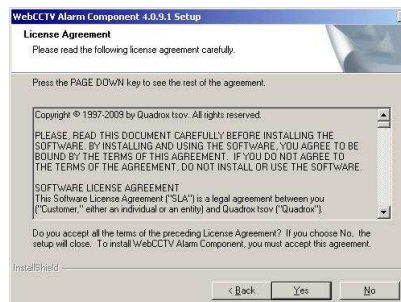 WebCCTV Alarm Component 4.0.9.1 Setup
License Agreement
Please read the following license agreement carefully.
Press the PAGE DOWN key to see the rest of the agreement.
Copyright © 1997-2009 by Quadrox tsov. All rights reserved.
PLEASE, READ THIS DOCUMENT CAREFULLY BEFORE INSTALLING THE
SOFTWARE. BY INSTALLING AND USING THE SOFTWARE, YOU AGREE TO BE
BOUND BY THE TERMS OF THIS AGREEMENT. IF YOU DO NOT AGREE TO
THE TERMS OF THE AGREEMENT, DO NOT INSTALL OR USE THE SOFTWARE.
SOFTWARE LICENSE AGREEMENT
This Software License Agreement ("SLA") is a legal agreement between you
("Customer," either an individual or an entity) and Quadrox tsov ("Quadrox").
Do you accept all the terms of the preceding License Agreement? If you choose No, the
setup will close. To install WebCCTV Alarm Component, you must accept this agreement.
InstallShield
< Back Yes No